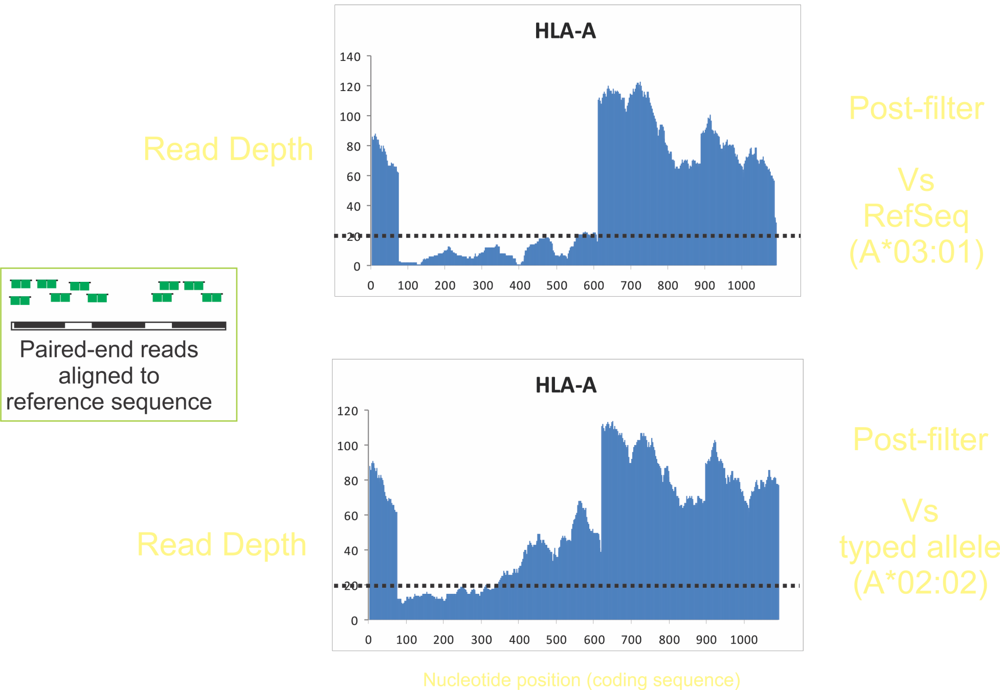 HLA-A
140
120
100
80
60
40
20
0
0 100 200 300 400 500 600 700 800 900 1000
Read Depth
Post-filter
Vs
RefSeq
(A*03:01)
Paired-end reads
aligned to
reference sequence
HLA-A
120
100
80
60
40
20
0
0 100 200 300 400 500 600 700 800 900 1000
Read Depth
Post-filter
Vs
typed allele
(A*02:02)
Nucleotide position (coding sequence)